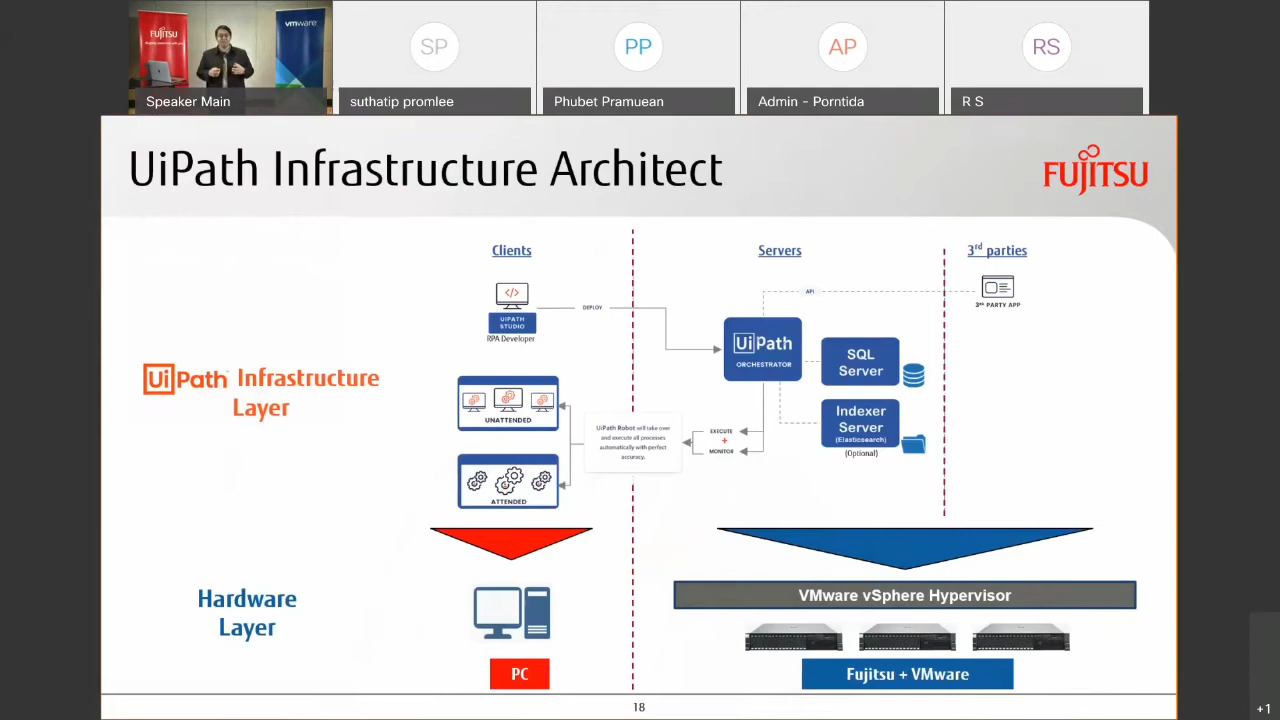 FUJITSU
vmware
SP
PP
AP
RS
Speaker Main
suthatip promlee
Phubet Pramuean
Admin - Porntida
R S
UiPath Infrastructure Architect
FUJITSU
Clients
Servers
3rd parties
API
3RD PARTY APP
DEPLOY
UIPATH
STUDIO
RPA Developer
UiPath
ORCHESTRATOR
SQL
Server
UiPath Infrastructure
Layer
UNATTENDED
Indexer
Server
(Elasticsearch)
(Optional)
UiPath Robot will take over
and execute all processes
automatically with perfect
accuracy.
EXECUTE
+
MONITOR
ATTENDED
Hardware
Layer
VMware vSphere Hypervisor
PC
Fujitsu + VMware
18
+1